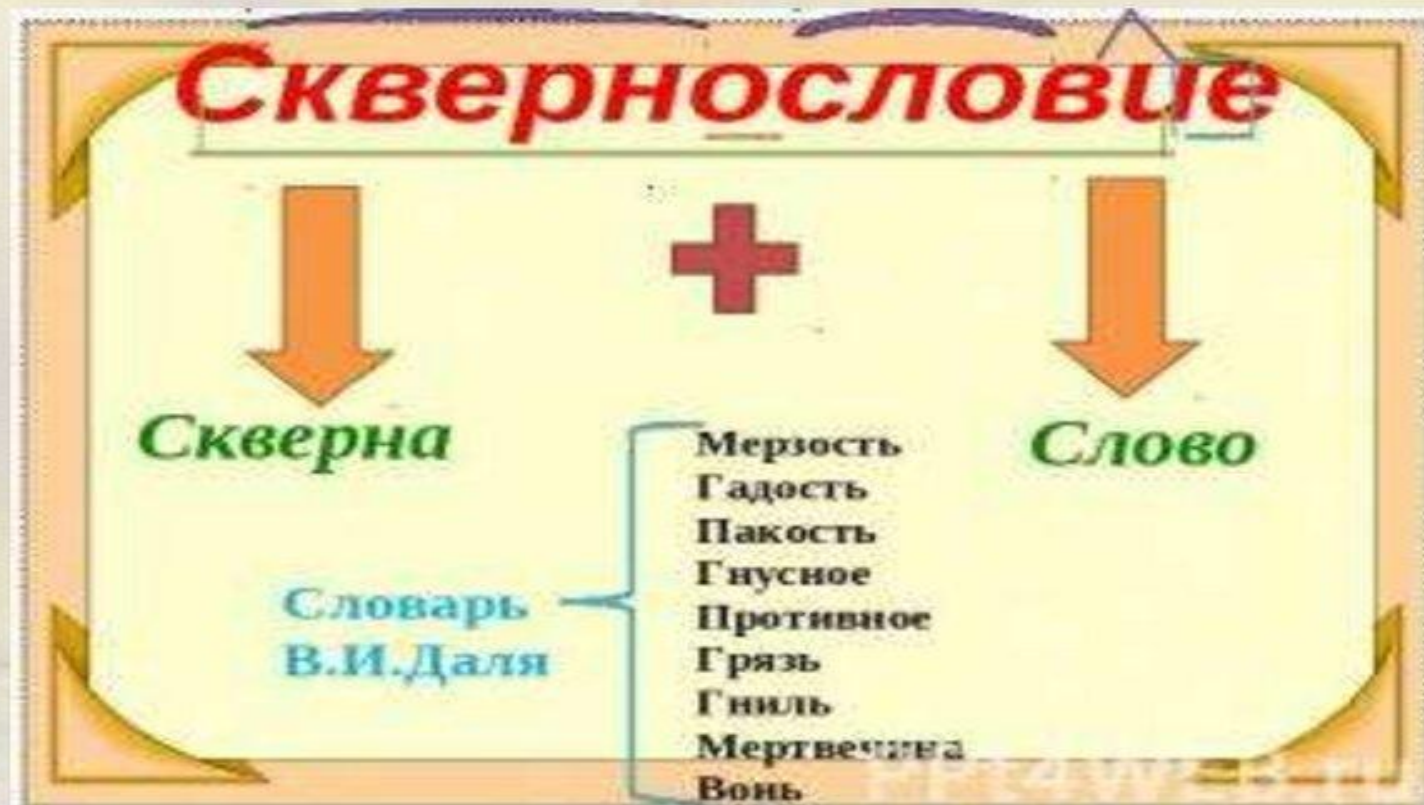 Сквернословие
Скверна
Слово
Словарь
В.И.Даля
Мерзость
Гадость
Пакость
Гнусное
Противное
Грязь
Гниль
Мертвечина
Вонь